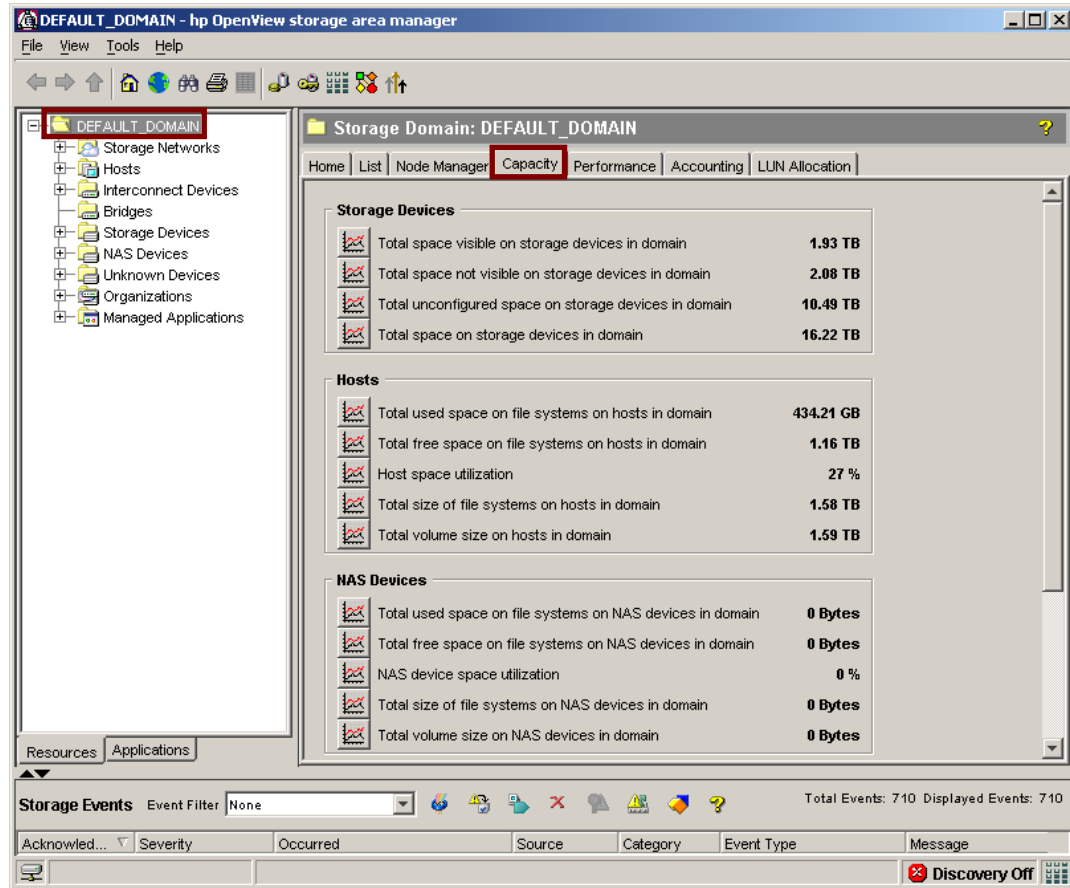 DEFAULT_DOMAIN - hp OpenView storage area manager
File View Tools Help
DEFAULT_DOMAIN
Storage Networks
Hosts
Interconnect Devices
Bridges
Storage Devices
NAS Devices
Unknown Devices
Organizations
Managed Applications
Resources Applications
Storage Domain: DEFAULT_DOMAIN
Home List Node Manager Capacity Performance Accounting LUN Allocation
Storage Devices
Total space visible on storage devices in domain 1.93 TB
Total space not visible on storage devices in domain 2.08 TB
Total unconfigured space on storage devices in domain 10.49 TB
Total space on storage devices in domain 16.22 TB
Hosts
Total used space on file systems on hosts in domain 434.21 GB
Total free space on file systems on hosts in domain 1.16 TB
Host space utilization 27 %
Total size of file systems on hosts in domain 1.58 TB
Total volume size on hosts in domain 1.59 TB
NAS Devices
Total used space on file systems on NAS devices in domain 0 Bytes
Total free space on file systems on NAS devices in domain 0 Bytes
NAS device space utilization 0 %
Total size of file systems on NAS devices in domain 0 Bytes
Total volume size on NAS devices in domain 0 Bytes
Storage Events Event Filter None Total Events: 710 Displayed Events: 710
Acknowled... Severity Occurred Source Category Event Type Message
Discovery Off